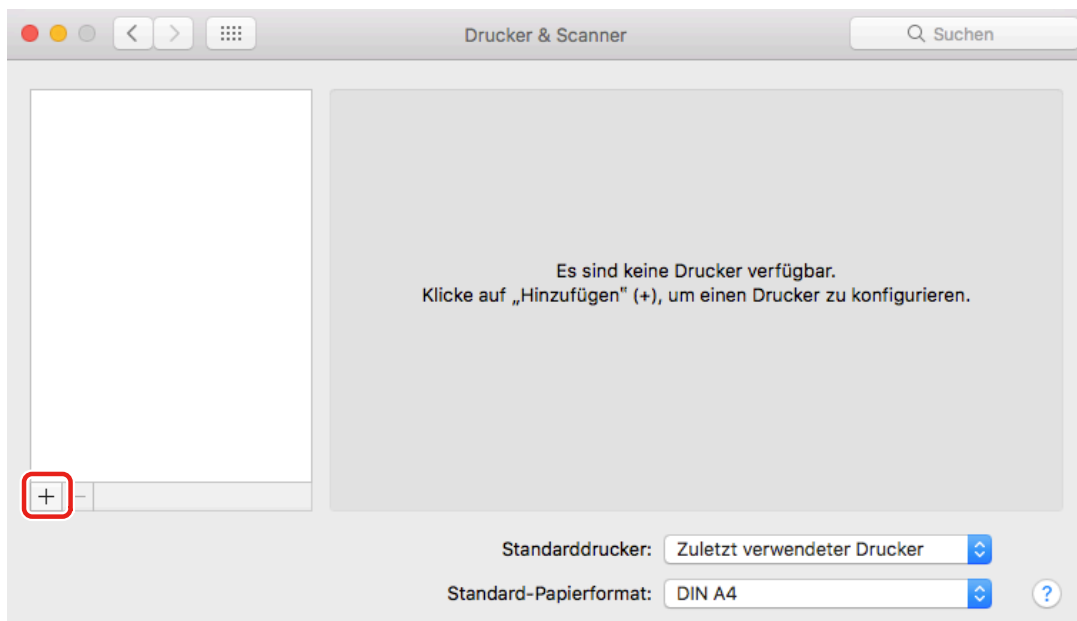 Drucker & Scanner
Suchen
Es sind keine Drucker verfügbar.
Klicke auf „Hinzufügen" (+), um einen Drucker zu konfigurieren.
+ −
Standarddrucker: Zuletzt verwendeter Drucker
Standard-Papierformat: DIN A4
?